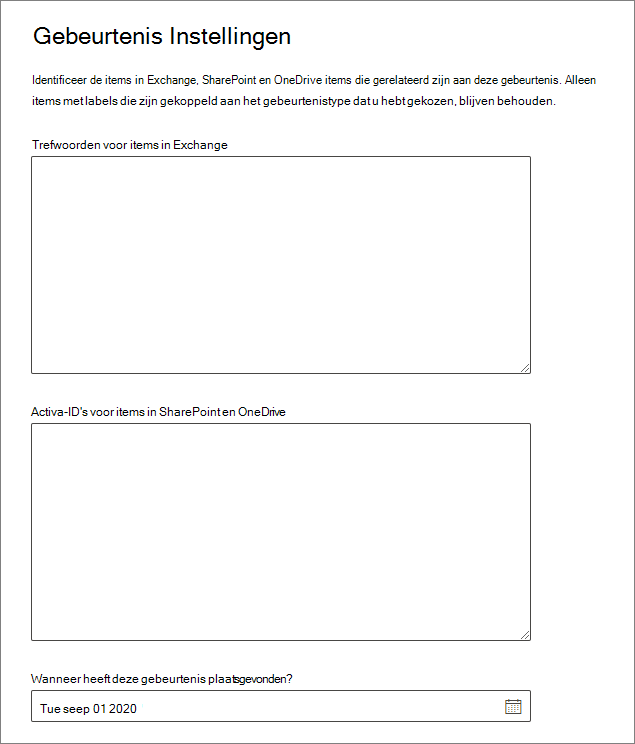 Gebeurtenis Instellingen
Identificeer de items in Exchange, SharePoint en OneDrive items die gerelateerd zijn aan deze gebeurtenis. Alleen
items met labels die zijn gekoppeld aan het gebeurtenistype dat u hebt gekozen, blijven behouden.
Trefwoorden voor items in Exchange
Activa-ID's voor items in SharePoint en OneDrive
Wanneer heeft deze gebeurtenis plaatsgevonden?
Tue seep 01 2020